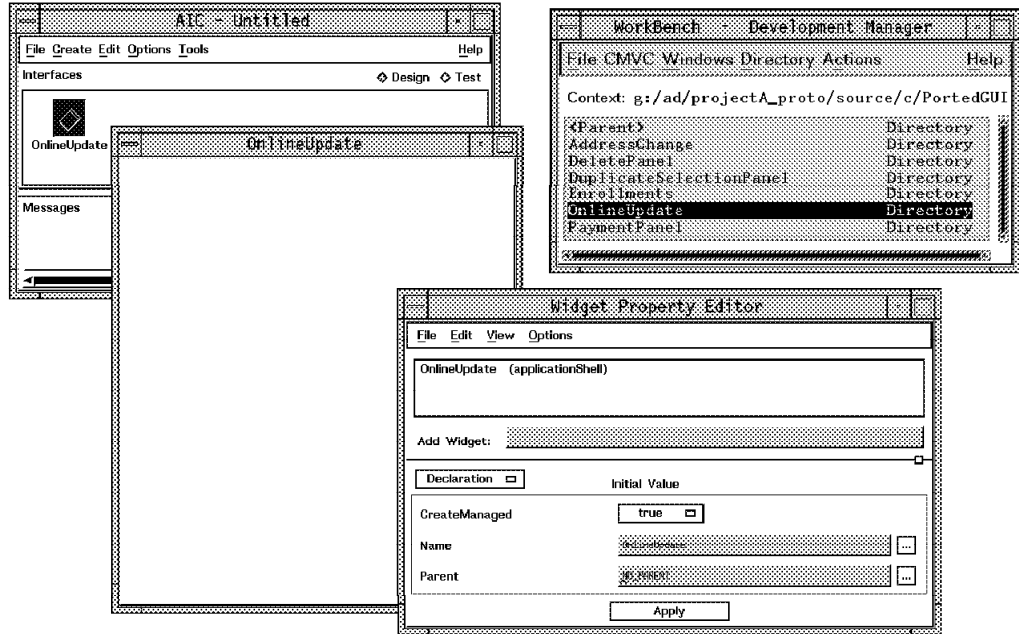 AIC - Untitled
File Create Edit Options Tools Help
Interfaces Design Test
OnlineUpdate
Messages
OnlineUpdate
WorkBench - Development Manager
File CMVC Windows Directory Actions Help
Context: g:/ad/projectA_proto/source/c/PortedGUI
<Parent> Directory
AddressChange Directory
DeletePanel Directory
DuplicateSelectionPanel Directory
Enrollments Directory
OnlineUpdate Directory
PaymentPanel Directory
Widget Property Editor
File Edit View Options
OnlineUpdate (applicationShell)
Add Widget:
Declaration Initial Value
CreateManaged true
Name OnlineUpdate ...
Parent NO_PARENT ...
Apply